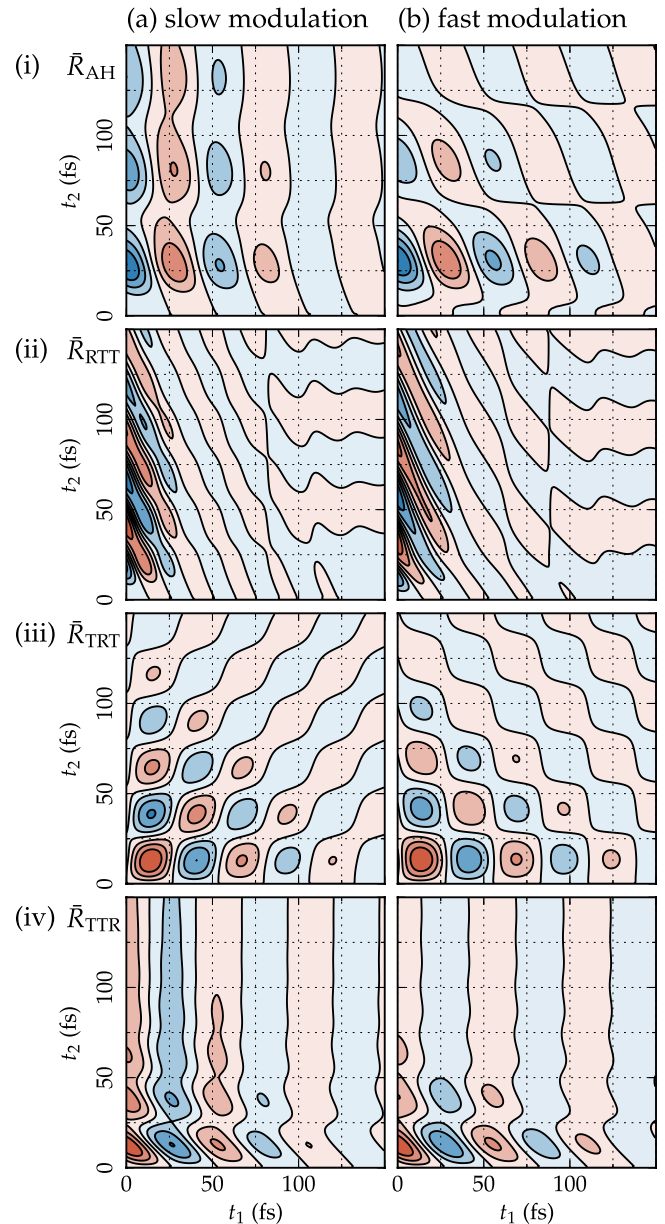 (a) slow modulation (b) fast modulation
(i) R̄AH
t2 (fs)
100
50
0
(ii) R̄RTT
t2 (fs)
100
50
0
(iii) R̄TRT
t2 (fs)
100
50
0
(iv) R̄TTR
t2 (fs)
100
50
0
0 50 100 0 50 100
t1 (fs) t1 (fs)